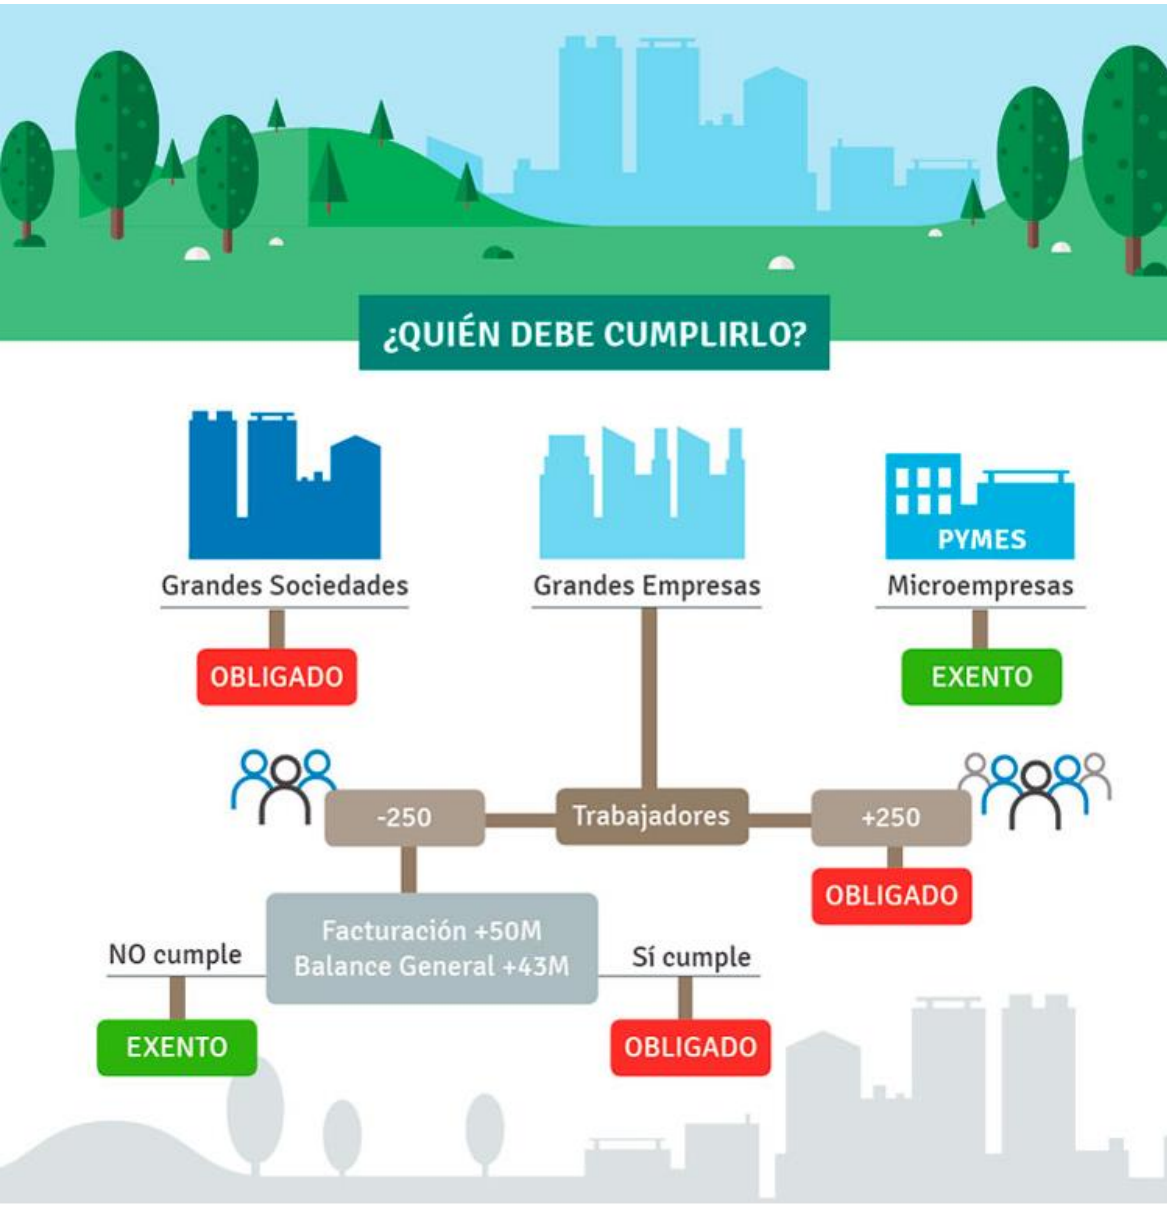 ¿QUIÉN DEBE CUMPLIRLO?
PYMES
Grandes Sociedades
Grandes Empresas
Microempresas
OBLIGADO
EXENTO
-250
Trabajadores
+250
OBLIGADO
Facturación +50M
Balance General +43M
NO cumple
Sí cumple
EXENTO
OBLIGADO